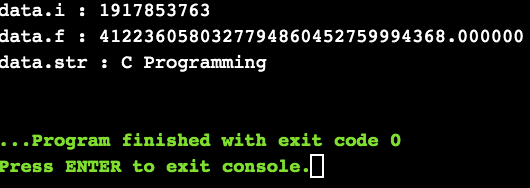 data.i : 1917853763
data.f : 4122360580327794860452759994368.000000
data.str : C Programming
...Program finished with exit code 0
Press ENTER to exit console.